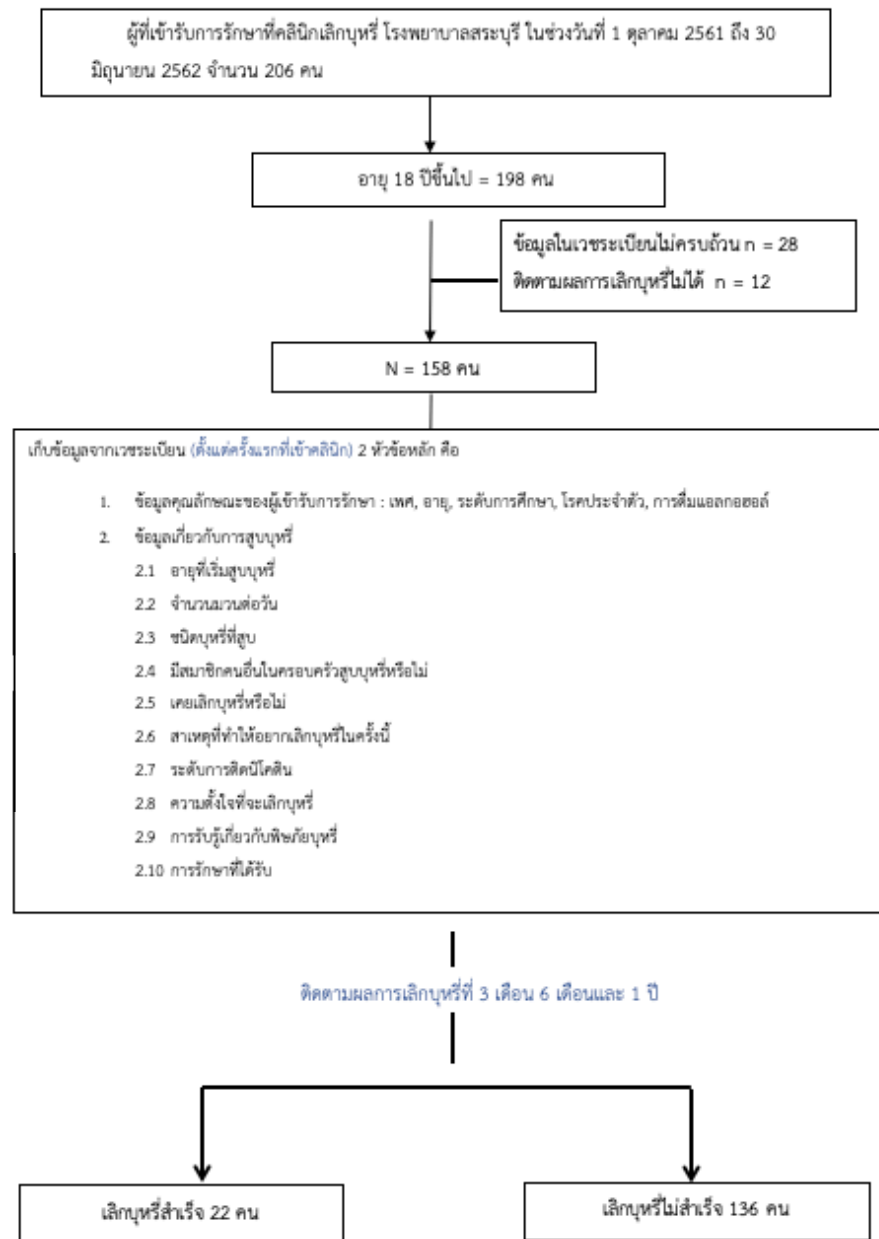 ผู้ที่เข้ารับการรักษาที่คลินิกเลิกบุหรี่ โรงพยาบาลสระบุรี ในช่วงวันที่ 1 ตุลาคม 2561 ถึง 30
มิถุนายน 2562 จำนวน 206 คน
อายุ 18 ปีขึ้นไป = 198 คน
ข้อมูลในเวชระเบียนไม่ครบถ้วน n = 28
ติดตามผลการเลิกบุหรี่ไม่ได้ n = 12
N = 158 คน
เก็บข้อมูลจากเวชระเบียน (ตั้งแต่ครั้งแรกที่เข้าคลินิก) 2 หัวข้อหลัก คือ
1. ข้อมูลคุณลักษณะของผู้เข้ารับการรักษา : เพศ, อายุ, ระดับการศึกษา, โรคประจำตัว, การดื่มแอลกอฮอล์
2. ข้อมูลเกี่ยวกับการสูบบุหรี่
2.1 อายุที่เริ่มสูบบุหรี่
2.2 จำนวนมวนต่อวัน
2.3 ชนิดบุหรี่ที่สูบ
2.4 มีสมาชิกคนอื่นในครอบครัวสูบบุหรี่หรือไม่
2.5 เคยเลิกบุหรี่หรือไม่
2.6 สาเหตุที่ทำให้อยากเลิกบุหรี่ในครั้งนี้
2.7 ระดับการติดนิโคติน
2.8 ความตั้งใจที่จะเลิกบุหรี่
2.9 การรับรู้เกี่ยวกับพิษภัยบุหรี่
2.10 การรักษาที่ได้รับ
ติดตามผลการเลิกบุหรี่ที่ 3 เดือน 6 เดือนและ 1 ปี
เลิกบุหรี่สำเร็จ 22 คน
เลิกบุหรี่ไม่สำเร็จ 136 คน